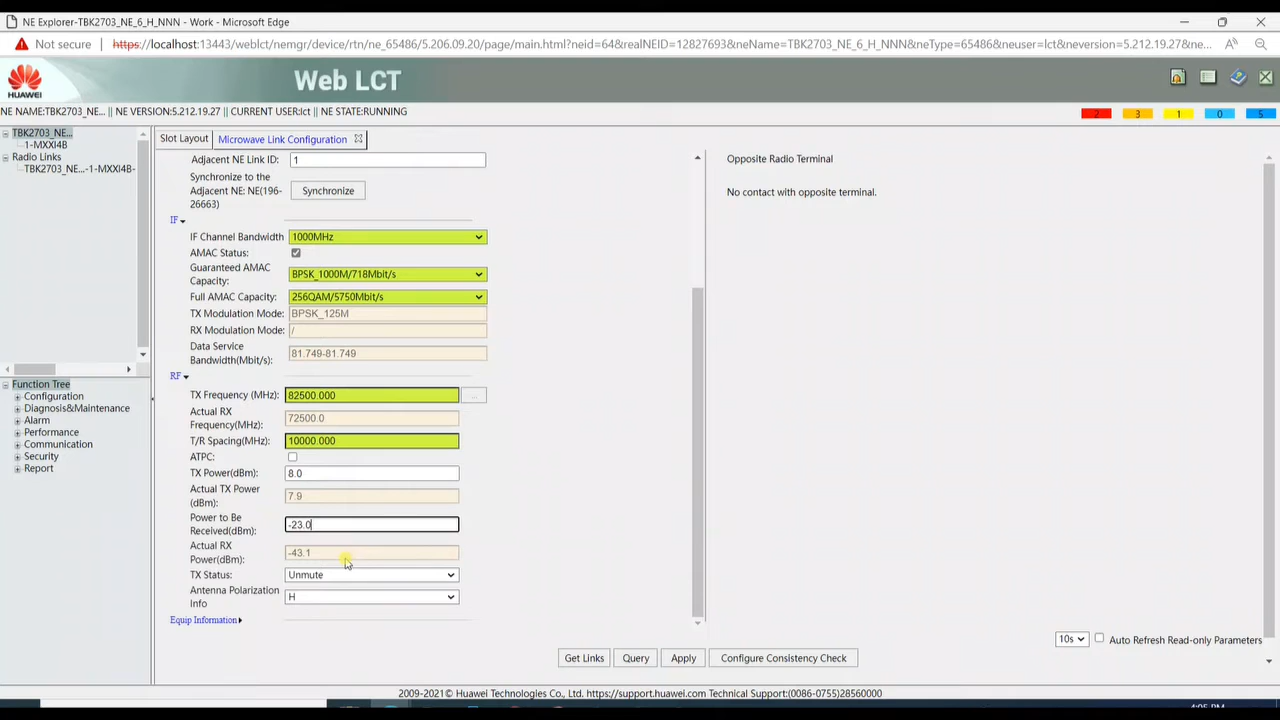 NE Explorer-TBK2703_NE_6_H_NNN - Work - Microsoft Edge
Not secure
https://localhost:13443/weblct/nemgr/device/rtn/ne_65486/5.206.09.20/page/main.html?neid=64&realNEID=12827693&neName=TBK2703_NE_6_H_NNN&neType=65486&neuser=lct&neversion=5.212.19.27&ne...
HUAWEI
Web LCT
NE NAME:TBK2703_NE... || NE VERSION:5.212.19.27 || CURRENT USER:lct || NE STATE:RUNNING
2 3 1 0 5
TBK2703_NE...
1-MXXI4B
Radio Links
TBK2703_NE...-1-MXXI4B-
Function Tree
Configuration
Diagnosis&Maintenance
Alarm
Performance
Communication
Security
Report
Slot Layout
Microwave Link Configuration
Adjacent NE Link ID: 1
Synchronize to the
Adjacent NE: NE(196-
26663)
Synchronize
IF
IF Channel Bandwidth 1000MHz
AMAC Status:
Guaranteed AMAC
Capacity:
BPSK_1000M/718Mbit/s
Full AMAC Capacity: 256QAM/5750Mbit/s
TX Modulation Mode: BPSK_125M
RX Modulation Mode: /
Data Service
Bandwidth(Mbit/s):
81.749-81.749
RF
TX Frequency (MHz): 82500.000 ...
Actual RX
Frequency(MHz):
72500.0
T/R Spacing(MHz): 10000.000
ATPC:
TX Power(dBm): 8.0
Actual TX Power
(dBm):
7.9
Power to Be
Received(dBm):
-23.0
Actual RX
Power(dBm):
-43.1
TX Status: Unmute
Antenna Polarization
Info
H
Equip Information
Opposite Radio Terminal
No contact with opposite terminal.
10s
Auto Refresh Read-only Parameters
Get Links
Query
Apply
Configure Consistency Check
2009-2021© Huawei Technologies Co., Ltd. https://support.huawei.com Technical Support:(0086-0755)28560000